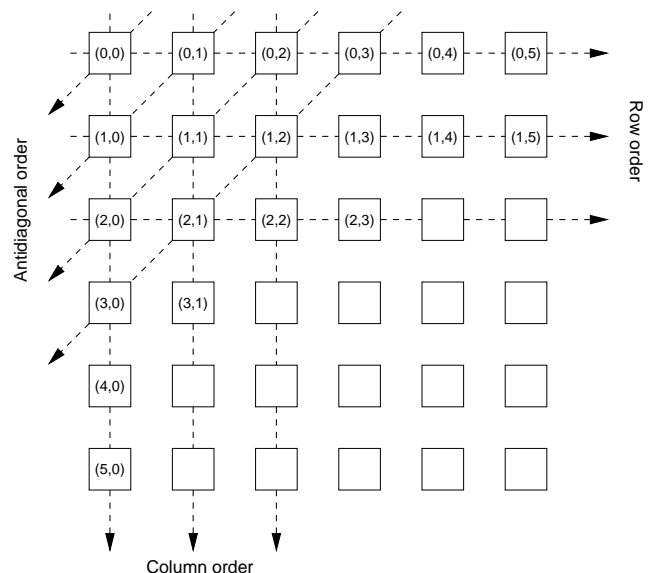 (0,0) (0,1) (0,2) (0,3) (0,4) (0,5)
(1,0) (1,1) (1,2) (1,3) (1,4) (1,5)
(2,0) (2,1) (2,2) (2,3)
(3,0) (3,1)
(4,0)
(5,0)
Antidiagonal order
Row order
Column order